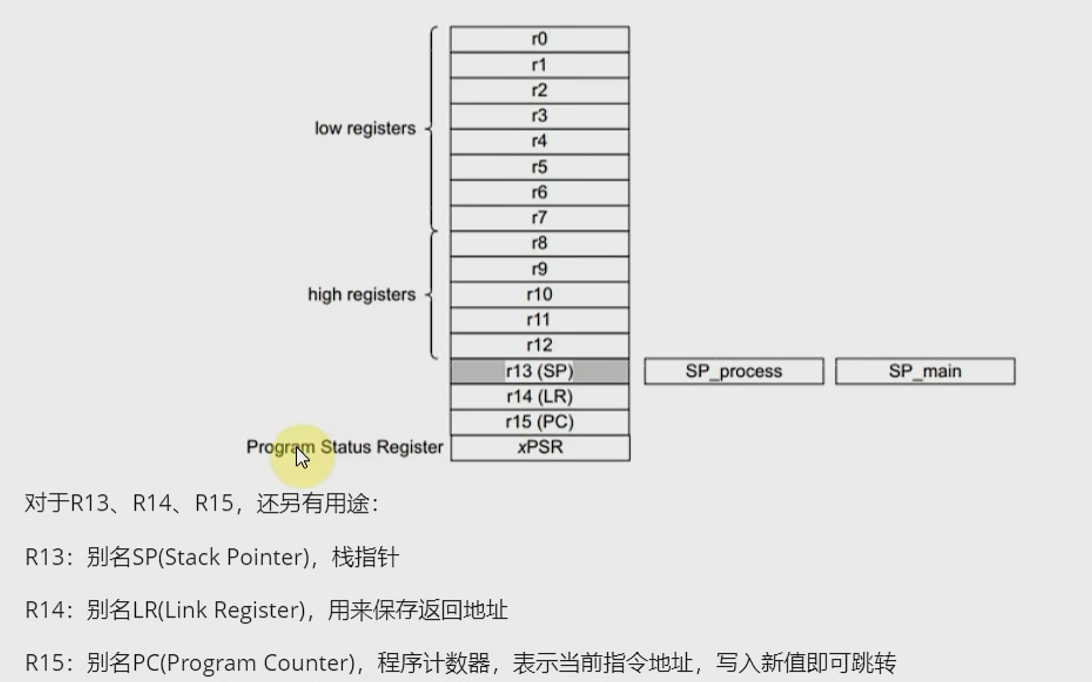 r0
r1
r2
r3
low registers
r4
r5
r6
r7
r8
r9
high registers
r10
r11
r12
r13 (SP)
SP_process
SP_main
r14 (LR)
r15 (PC)
Program Status Register
xPSR
对于R13、R14、R15，还另有用途：
R13：别名SP(Stack Pointer)，栈指针
R14：别名LR(Link Register)，用来保存返回地址
R15：别名PC(Program Counter)，程序计数器，表示当前指令地址，写入新值即可跳转